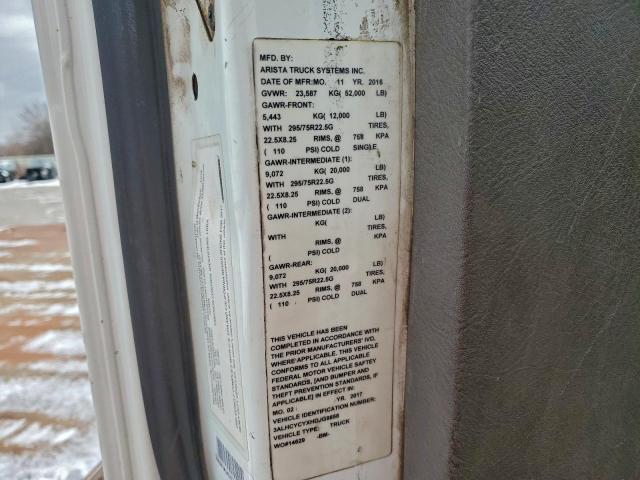 MFD. BY:
ARISTA TRUCK SYSTEMS INC.
DATE OF MFR:MO. 11 YR. 2016
GVWR: 23,587 KG( 52,000 LB)
GAWR-FRONT:
5,443 KG( 12,000 LB)
WITH 295/75R22.5G TIRES,
22.5X8.25 RIMS, @ 758 KPA
( 110 PSI) COLD SINGLE
GAWR-INTERMEDIATE (1):
9,072 KG( 20,000 LB)
WITH 295/75R22.5G TIRES,
22.5X8.25 RIMS, @ 758 KPA
( 110 PSI) COLD DUAL
GAWR-INTERMEDIATE (2):
KG( LB)
WITH TIRES,
RIMS, @ KPA
( PSI) COLD
GAWR-REAR:
9,072 KG( 20,000 LB)
WITH 295/75R22.5G TIRES,
22.5X8.25 RIMS, @ 758 KPA
( 110 PSI) COLD DUAL
THIS VEHICLE HAS BEEN
COMPLETED IN ACCORDANCE WITH
THE PRIOR MANUFACTURERS' IVD,
WHERE APPLICABLE, THIS VEHICLE
CONFORMS TO ALL APPLICABLE
FEDERAL MOTOR VEHICLE SAFTEY
STANDARDS, [AND BUMPER AND
THEFT PREVENTION STANDARDS, IF
APPLICABLE] IN EFFECT IN:
MO. 02 YR. 2017
VEHICLE IDENTIFICATION NUMBER:
VEHICLE TYPE: TRUCK
WO#14629 -BM-